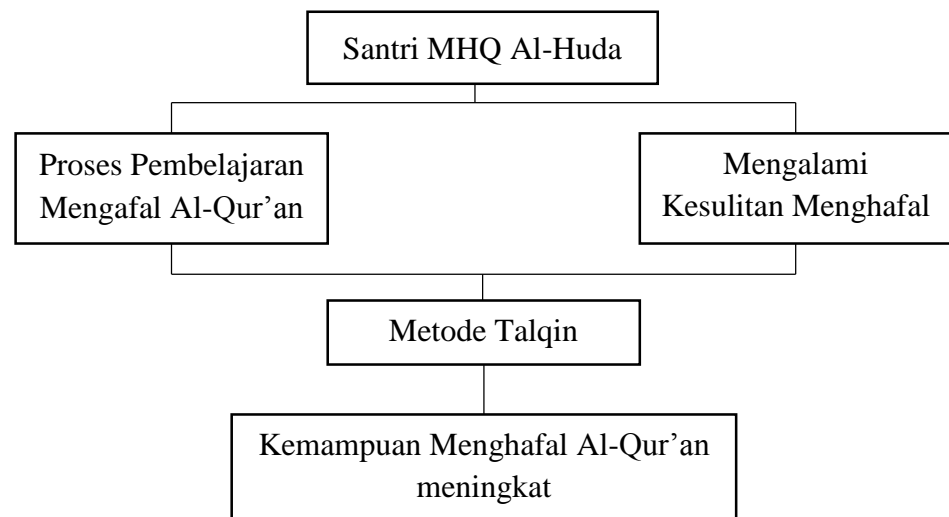 Santri MHQ Al-Huda
Proses Pembelajaran
Mengafal Al-Qur’an
Mengalami
Kesulitan Menghafal
Metode Talqin
Kemampuan Menghafal Al-Qur’an
meningkat